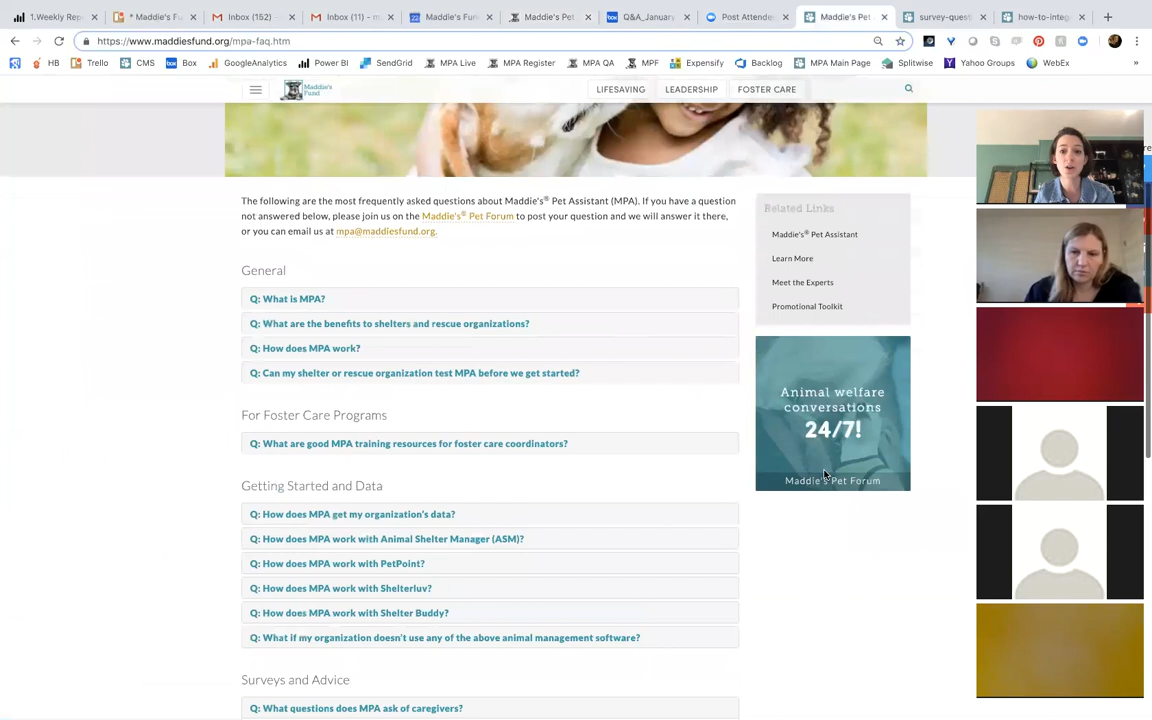 1.Weekly Rep
* Maddie's Fu
Inbox (152) -
Inbox (11) - m
Maddie's Fun
Maddie's Pet
Q&A_January
Post Attende
Maddie's Pet A
survey-quest
how-to-integ
https://www.maddiesfund.org/mpa-faq.htm
HB
Trello
CMS
Box
GoogleAnalytics
Power BI
SendGrid
MPA Live
MPA Register
MPA QA
MPF
Expensify
Backlog
MPA Main Page
Splitwise
Yahoo Groups
WebEx
»
Maddie's Fund
LIFESAVING
LEADERSHIP
FOSTER CARE
The following are the most frequently asked questions about Maddie's® Pet Assistant (MPA). If you have a question
not answered below, please join us on the Maddie's® Pet Forum to post your question and we will answer it there,
or you can email us at mpa@maddiesfund.org.
General
Q: What is MPA?
Q: What are the benefits to shelters and rescue organizations?
Q: How does MPA work?
Q: Can my shelter or rescue organization test MPA before we get started?
For Foster Care Programs
Q: What are good MPA training resources for foster care coordinators?
Getting Started and Data
Q: How does MPA get my organization's data?
Q: How does MPA work with Animal Shelter Manager (ASM)?
Q: How does MPA work with PetPoint?
Q: How does MPA work with Shelterluv?
Q: How does MPA work with Shelter Buddy?
Q: What if my organization doesn't use any of the above animal management software?
Surveys and Advice
Q: What questions does MPA ask of caregivers?
Related Links
Maddie's® Pet Assistant
Learn More
Meet the Experts
Promotional Toolkit
Animal welfare
conversations
24/7!
Maddie's Pet Forum